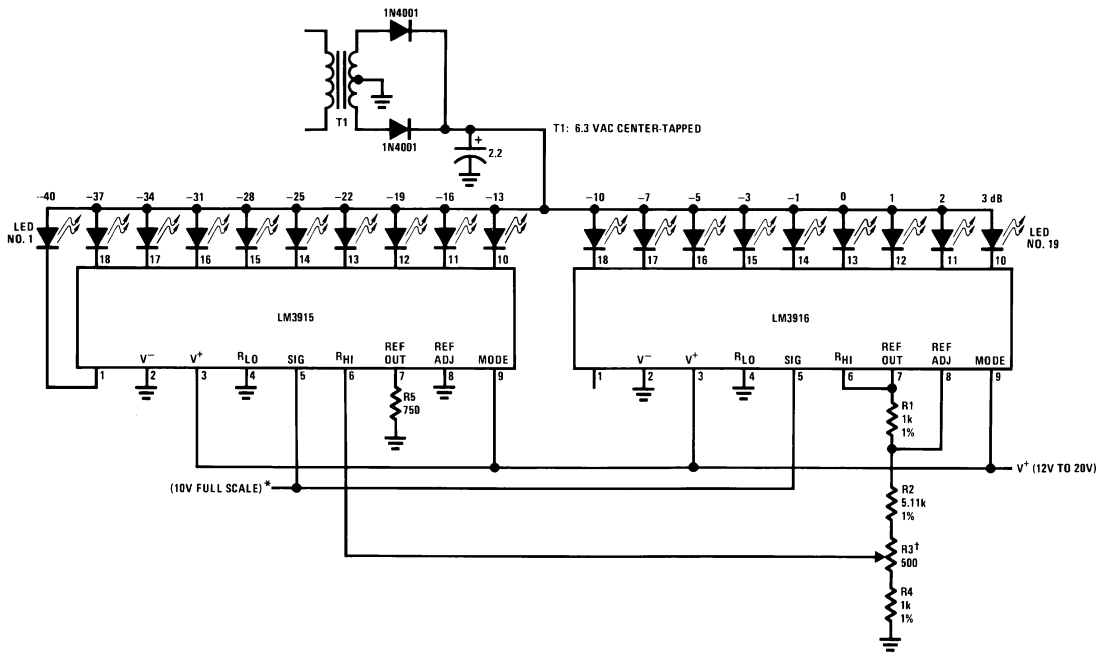 1N4001
T1
1N4001
+
2.2
T1: 6.3 VAC CENTER-TAPPED
−40 −37 −34 −31 −28 −25 −22 −19 −16 −13 −10 −7 −5 −3 −1 0 1 2 3 dB
LED
NO. 1
LED
NO. 19
18 17 16 15 14 13 12 11 10
18 17 16 15 14 13 12 11 10
LM3915
LM3916
V− V+ RLO SIG RHI REF OUT REF ADJ MODE
1 2 3 4 5 6 7 8 9
V− V+ RLO SIG RHI REF OUT REF ADJ MODE
1 2 3 4 5 6 7 8 9
R5
750
R1
1k
1%
(10V FULL SCALE)*
V+ (12V TO 20V)
R2
5.11k
1%
R3†
500
R4
1k
1%